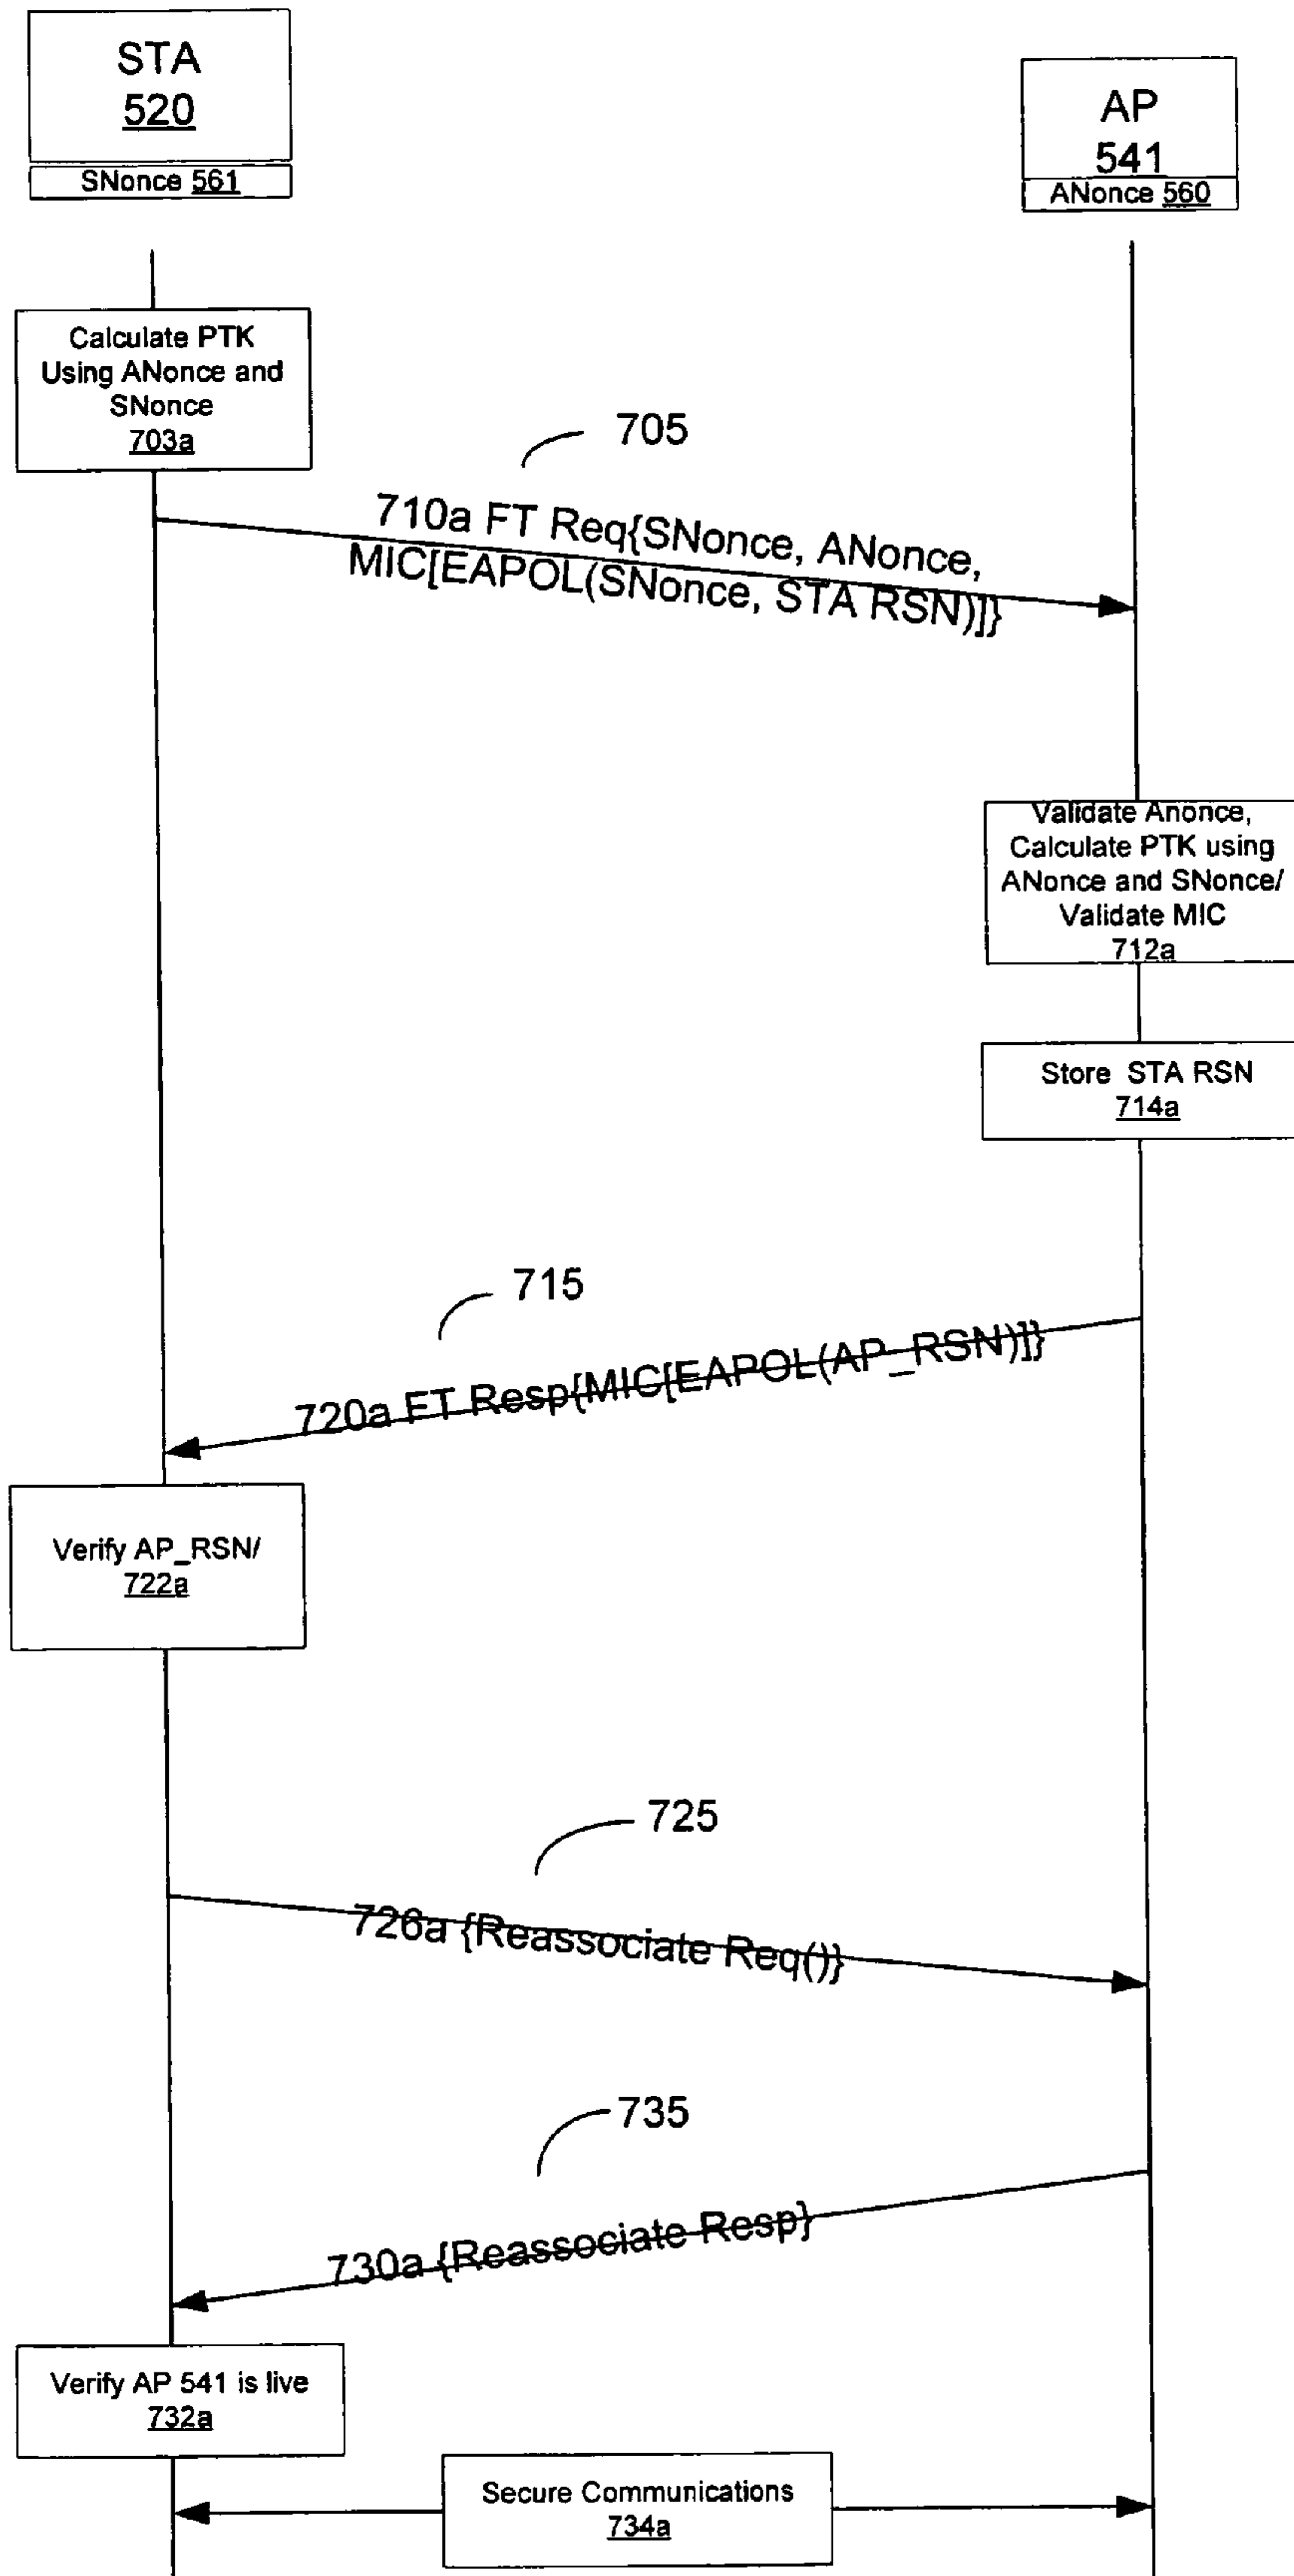 STA
520
SNonce 561
AP
541
ANonce 560
Calculate PTK
Using ANonce and
SNonce
703a
705
710a FT Req{SNonce, ANonce,
MIC[EAPOL(SNonce, STA RSN)]}
Validate Anonce,
Calculate PTK using
ANonce and SNonce/
Validate MIC
712a
Store STA RSN
714a
715
720a FT Resp{MIC[EAPOL(AP_RSN)]}
Verify AP_RSN/
722a
725
726a {Reassociate Req()}
735
730a {Reassociate Resp}
Verify AP 541 is live
732a
Secure Communications
734a